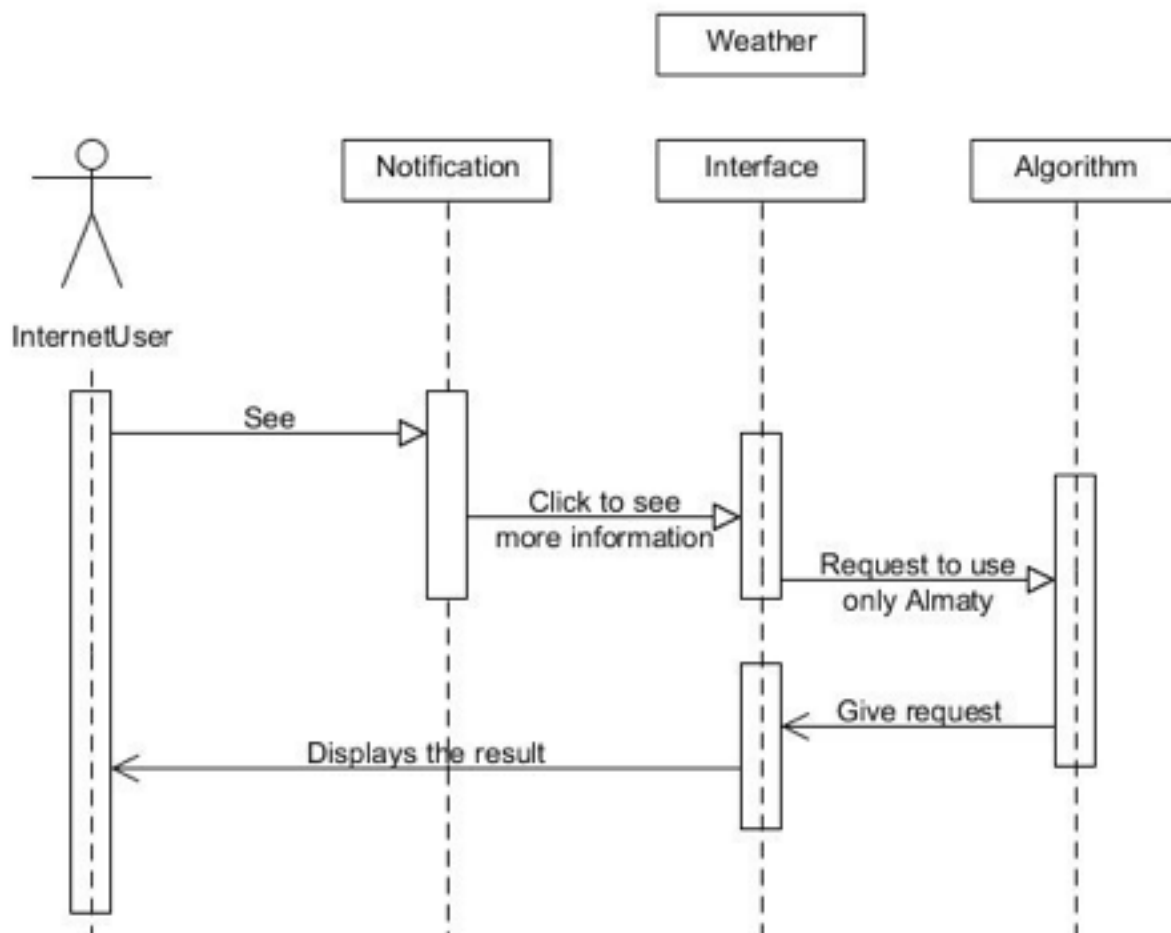 Weather
Notification
Interface
Algorithm
InternetUser
See
Click to see
more information
Request to use
only Almaty
Give request
Displays the result